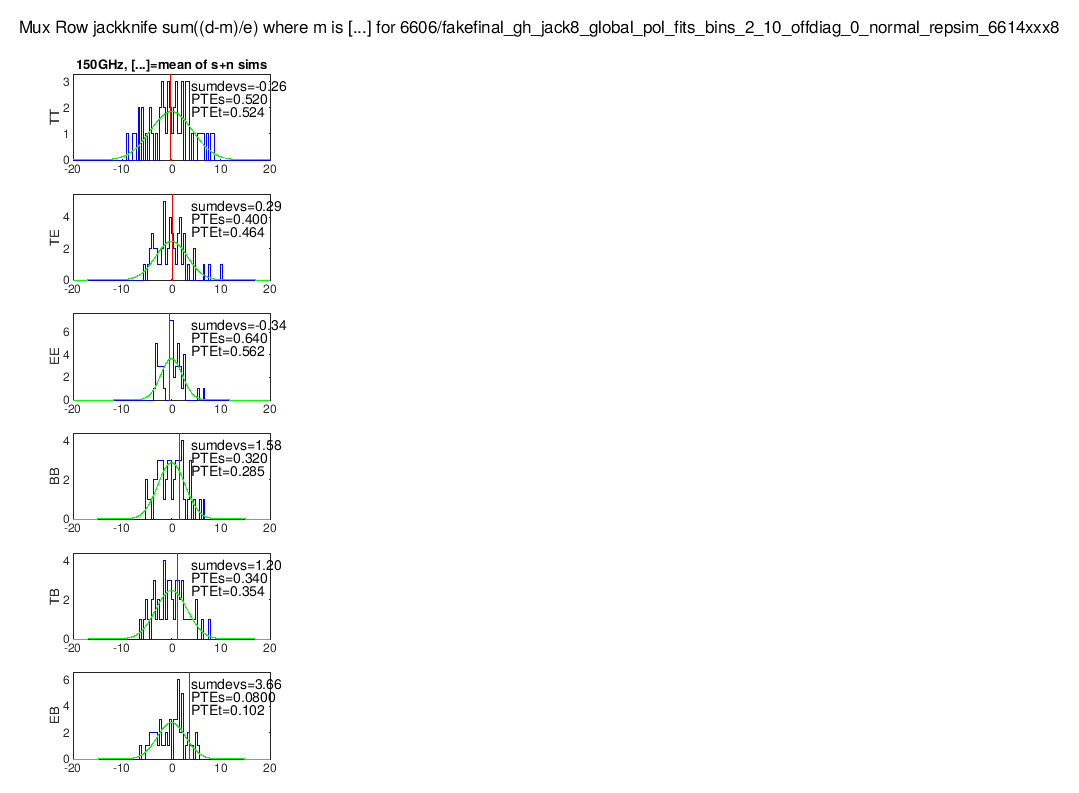 Mux Row jackknife sum((d-m)/e) where m is [...] for 6606/fakefinal_gh_jack8_global_pol_fits_bins_2_10_offdiag_0_normal_repsim_6614xxx8
150GHz, [...]=mean of s+n sims
TT
3
2
1
0
sumdevs=-0.26
PTEs=0.520
PTEt=0.524
-20 -10 0 10 20
TE
4
2
0
sumdevs=0.29
PTEs=0.400
PTEt=0.464
-20 -10 0 10 20
EE
6
4
2
0
sumdevs=-0.34
PTEs=0.640
PTEt=0.562
-20 -10 0 10 20
BB
4
2
0
sumdevs=1.58
PTEs=0.320
PTEt=0.285
-20 -10 0 10 20
TB
4
2
0
sumdevs=1.20
PTEs=0.340
PTEt=0.354
-20 -10 0 10 20
EB
6
4
2
0
sumdevs=3.66
PTEs=0.0800
PTEt=0.102
-20 -10 0 10 20